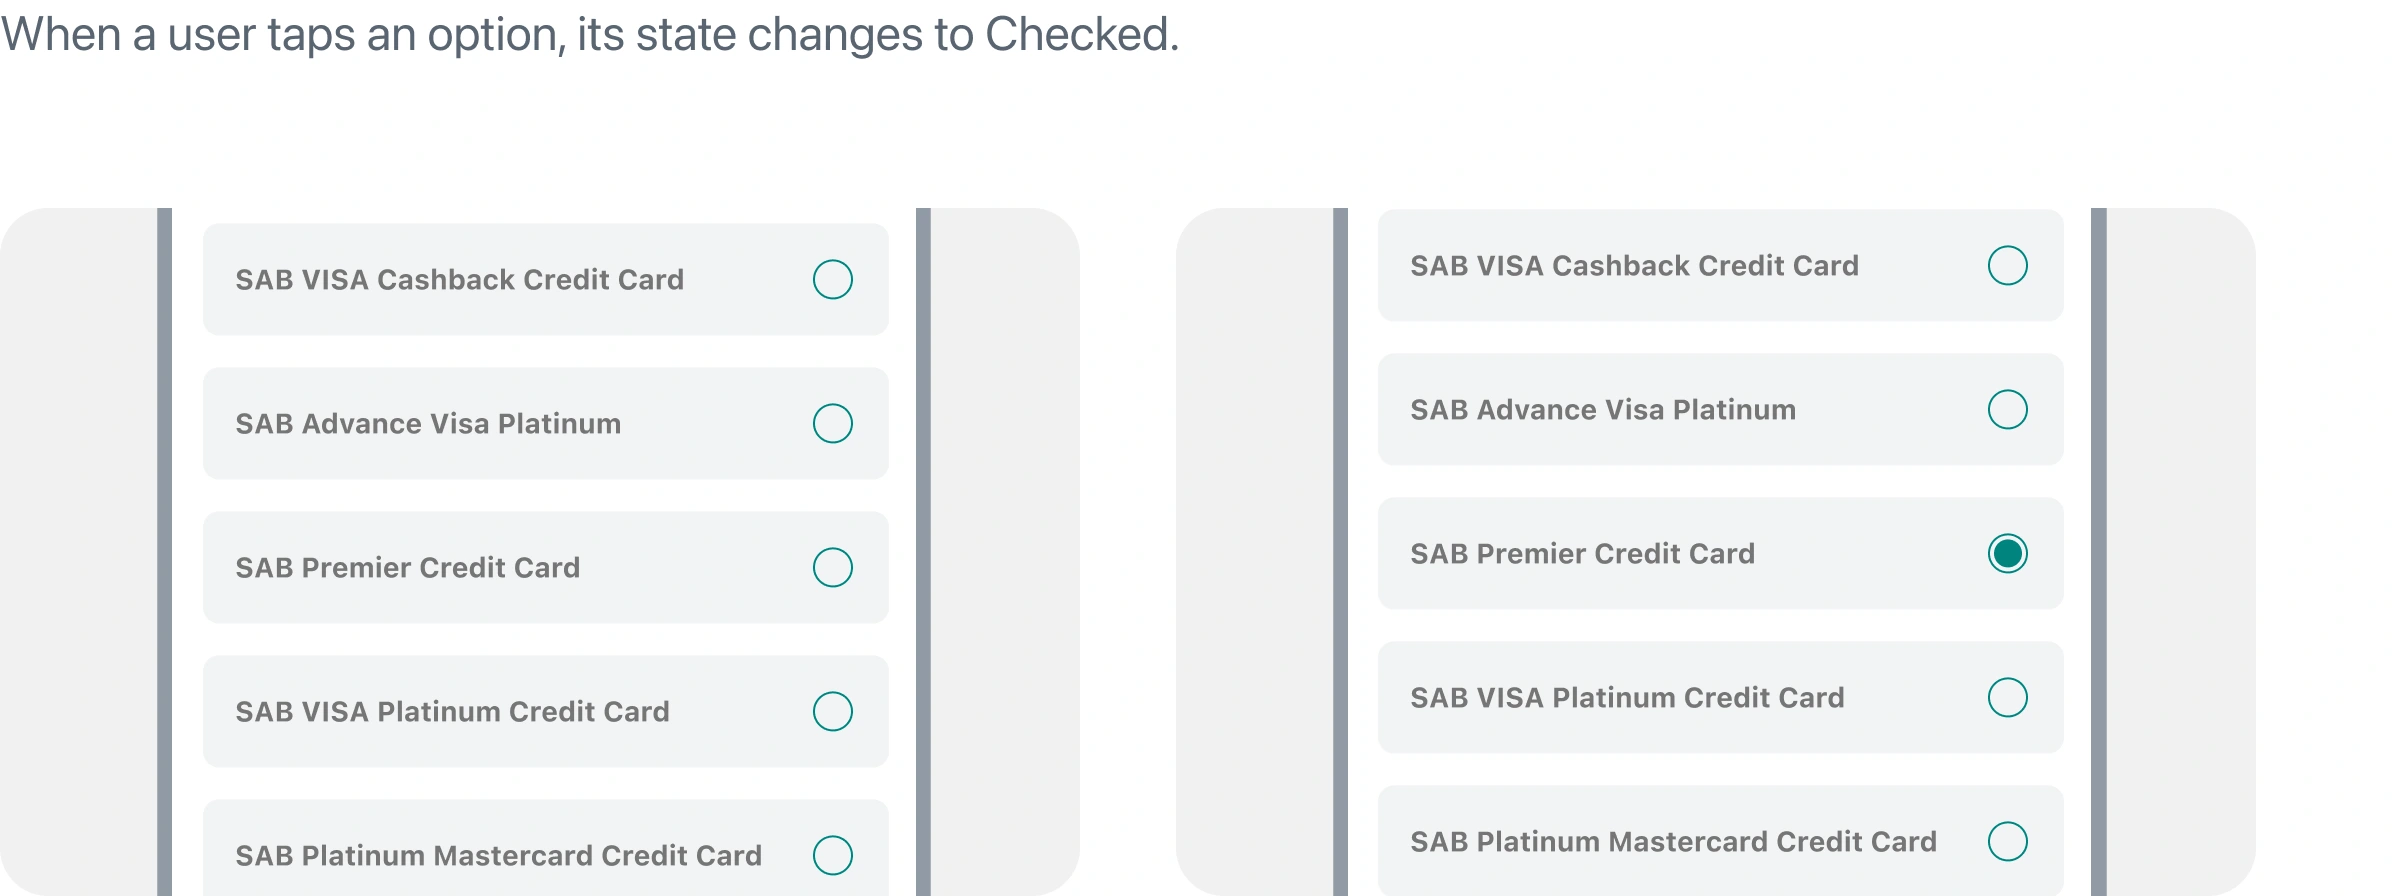 When a user taps an option, its state changes to Checked.
SAB VISA Cashback Credit Card
SAB Advance Visa Platinum
SAB Premier Credit Card
SAB VISA Platinum Credit Card
SAB Platinum Mastercard Credit Card
SAB VISA Cashback Credit Card
SAB Advance Visa Platinum
SAB Premier Credit Card
SAB VISA Platinum Credit Card
SAB Platinum Mastercard Credit Card